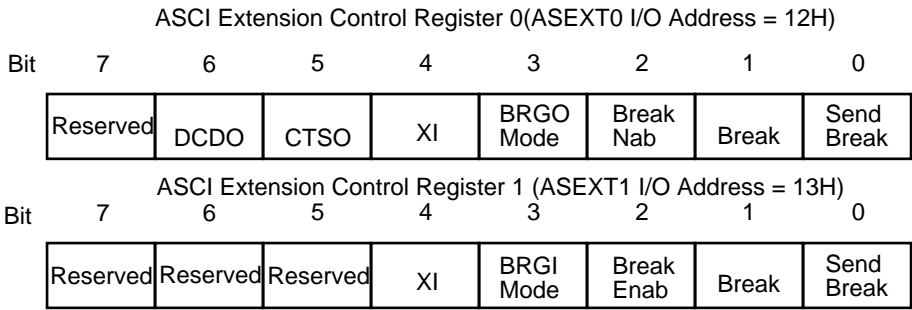 ASCI Extension Control Register 0(ASEXT0 I/O Address = 12H)
Bit 7 6 5 4 3 2 1 0
Reserved DCDO CTSO XI BRGO Mode Break Nab Break Send Break
ASCI Extension Control Register 1 (ASEXT1 I/O Address = 13H)
Bit 7 6 5 4 3 2 1 0
Reserved Reserved Reserved XI BRGI Mode Break Enab Break Send Break